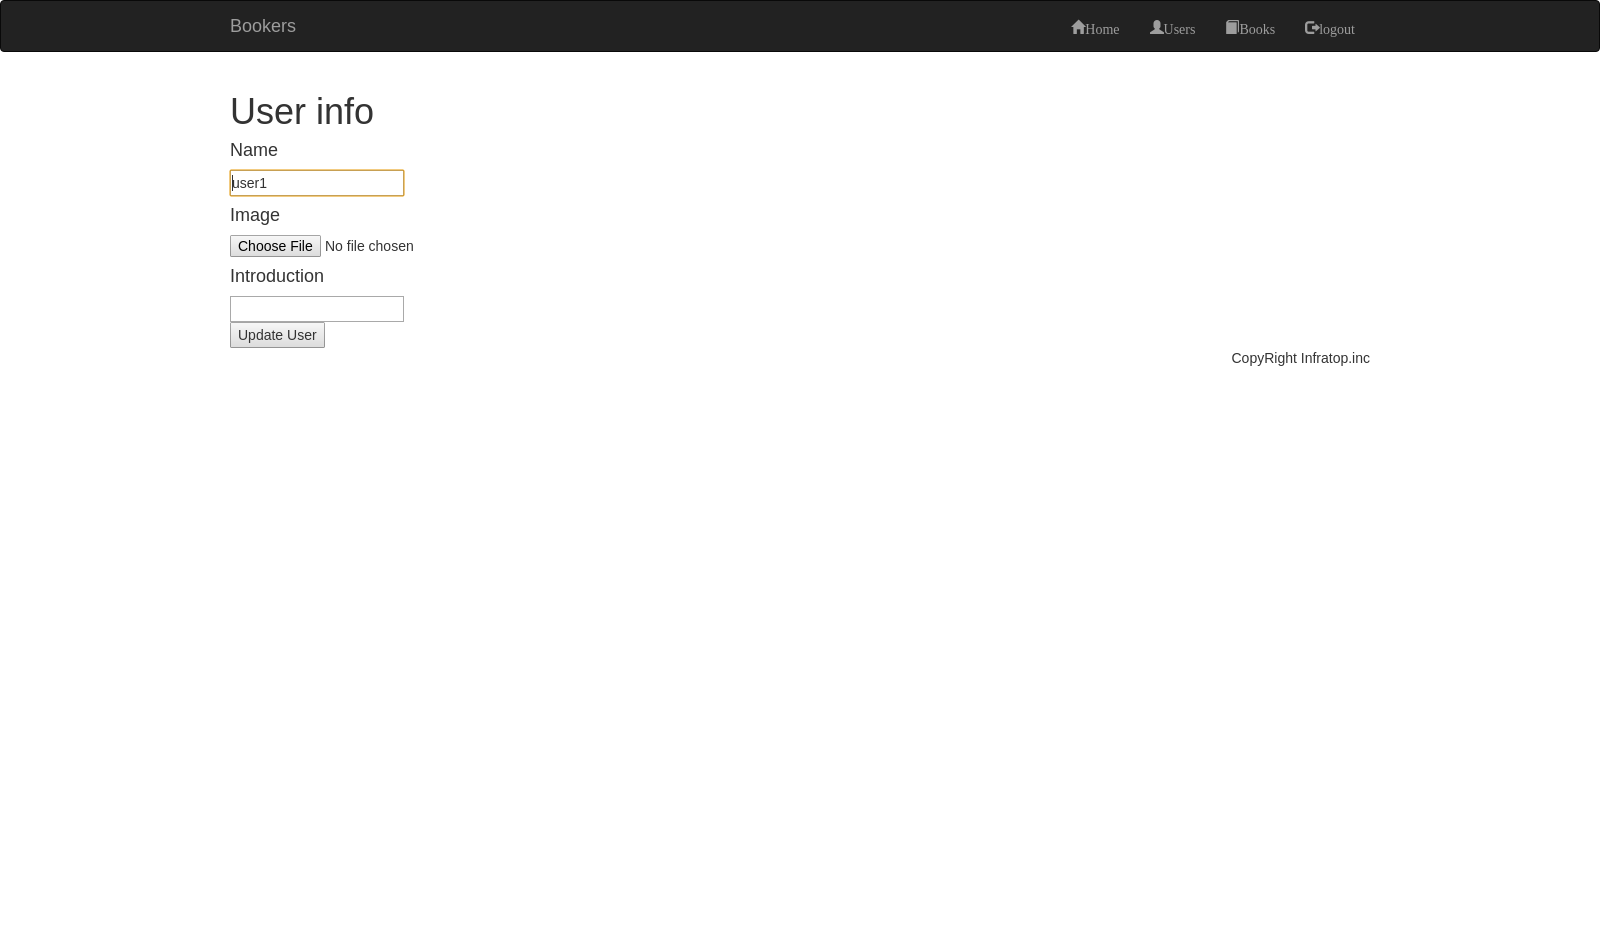 Bookers Home Users Books logout
User info
Name
user1
Image
Choose File No file chosen
Introduction
Update User
CopyRight Infratop.inc